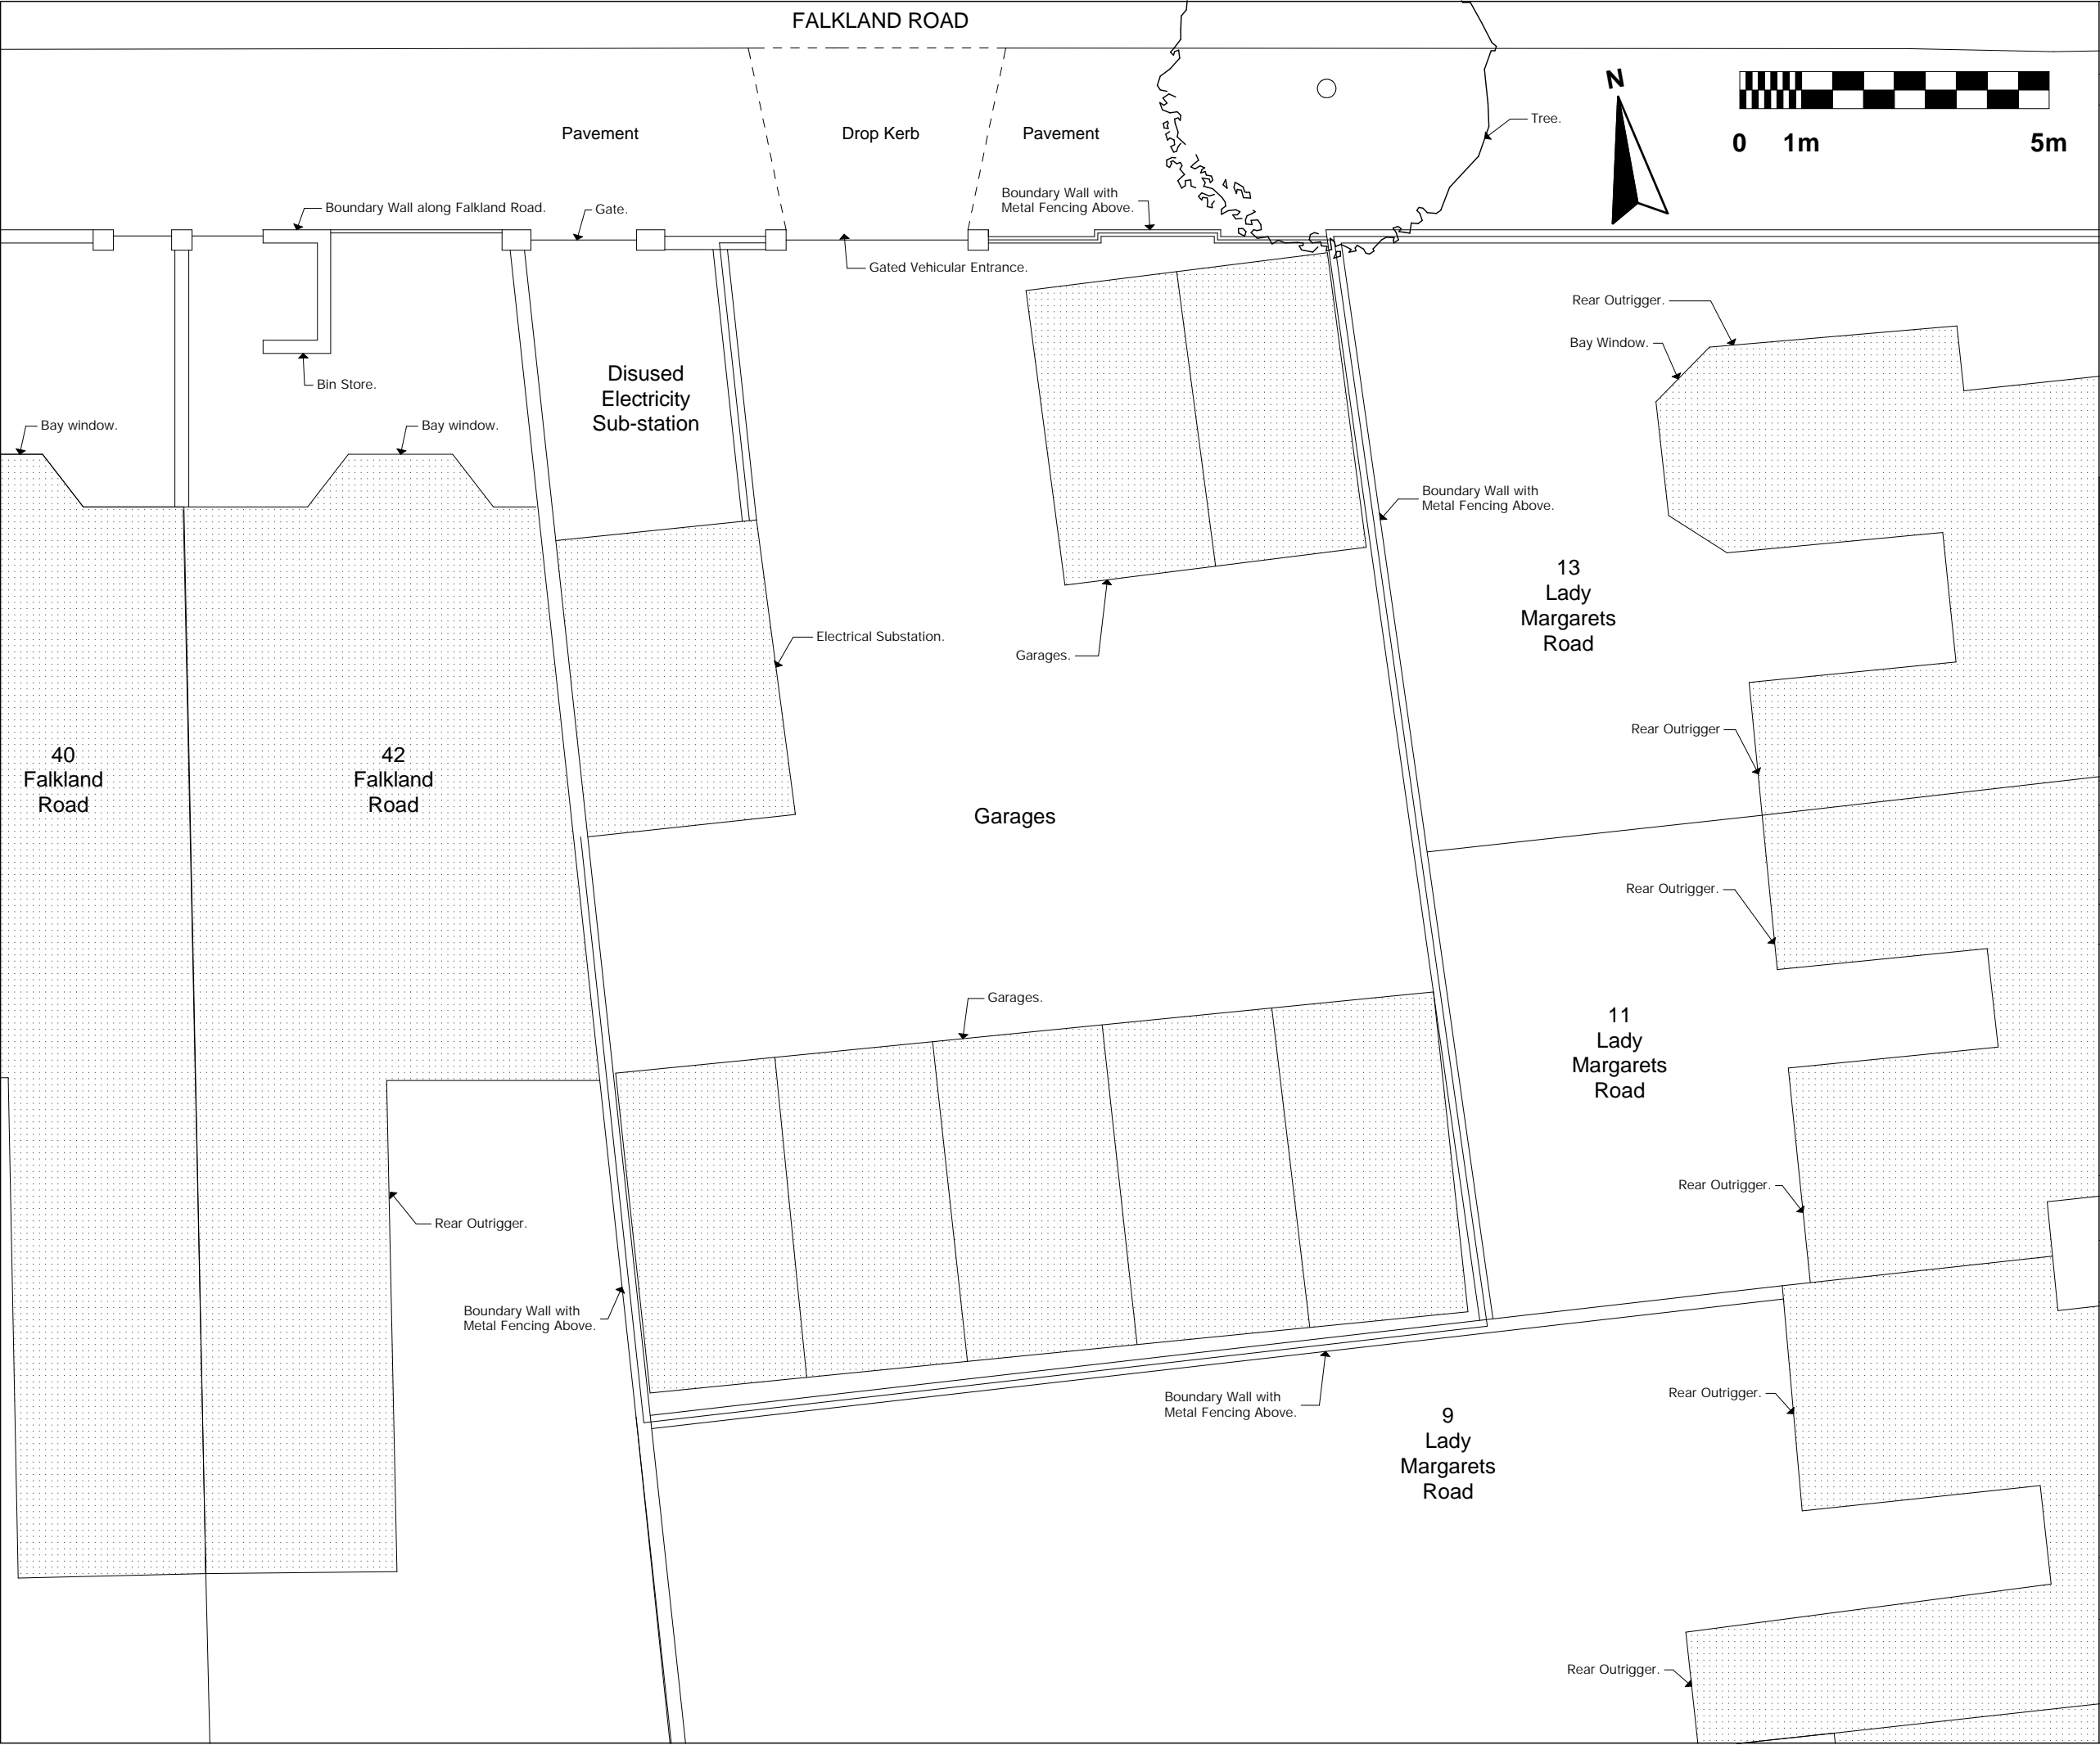 FALKLAND ROAD
N
Pavement
Drop Kerb
Pavement
Tree.
0 1m 5m
Boundary Wall along Falkland Road.
Gate.
Boundary Wall with
Metal Fencing Above.
Gated Vehicular Entrance.
Rear Outrigger.
Bay Window.
Bin Store.
Disused
Electricity
Sub-station
Bay window.
Bay window.
Boundary Wall with
Metal Fencing Above.
13
Lady
Margarets
Road
Electrical Substation.
Garages.
Rear Outrigger
40
Falkland
Road
42
Falkland
Road
Garages
Rear Outrigger.
Garages.
11
Lady
Margarets
Road
Rear Outrigger.
Rear Outrigger.
Boundary Wall with
Metal Fencing Above.
Boundary Wall with
Metal Fencing Above.
Rear Outrigger.
9
Lady
Margarets
Road
Rear Outrigger.